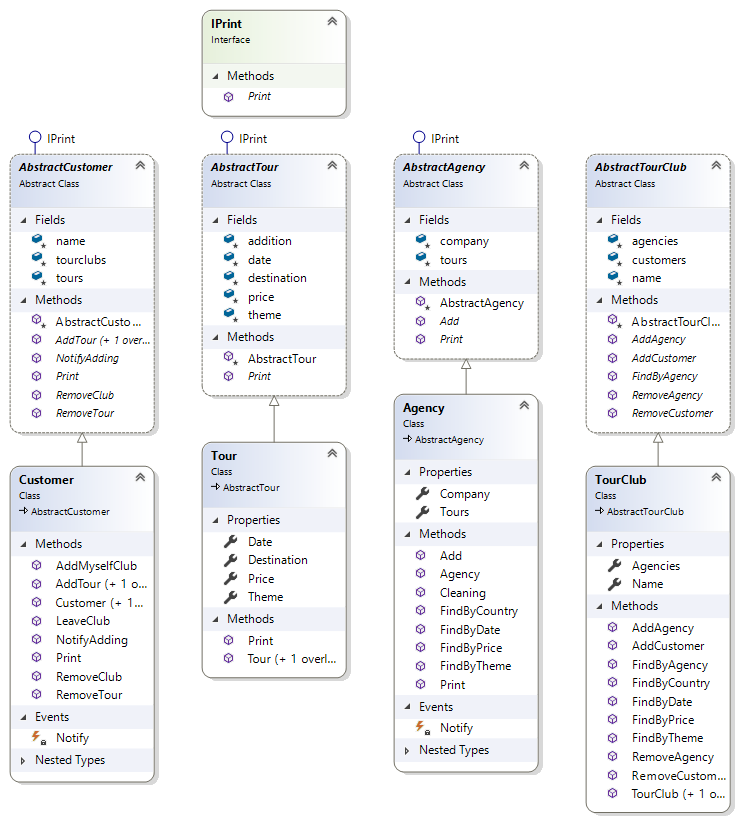 IPrint
Interface
Methods
Print
IPrint
AbstractCustomer
Abstract Class
Fields
name
tourclubs
tours
Methods
AbstractCusto ...
AddTour (+ 1 over...
NotifyAdding
Print
RemoveClub
RemoveTour
Customer
Class
AbstractCustomer
Methods
AddMyselfClub
AddTour (+ 1 o...
Customer (+ 1...
LeaveClub
NotifyAdding
Print
RemoveClub
RemoveTour
Events
Notify
Nested Types
IPrint
AbstractTour
Abstract Class
Fields
addition
date
destination
price
theme
Methods
AbstractTour
Print
Tour
Class
AbstractTour
Properties
Date
Destination
Price
Theme
Methods
Print
Tour (+ 1 overl...
IPrint
AbstractAgency
Abstract Class
Fields
company
tours
Methods
AbstractAgency
Add
Print
Agency
Class
AbstractAgency
Properties
Company
Tours
Methods
Add
Agency
Cleaning
FindByCountry
FindByDate
FindByPrice
FindByTheme
Print
Events
Notify
Nested Types
AbstractTourClub
Abstract Class
Fields
agencies
customers
name
Methods
AbstractTourCl...
AddAgency
AddCustomer
FindByAgency
RemoveAgency
RemoveCustomer
TourClub
Class
AbstractTourClub
Properties
Agencies
Name
Methods
AddAgency
AddCustomer
FindByAgency
FindByCountry
FindByDate
FindByPrice
FindByTheme
RemoveAgency
RemoveCustom...
TourClub (+ 1 o...